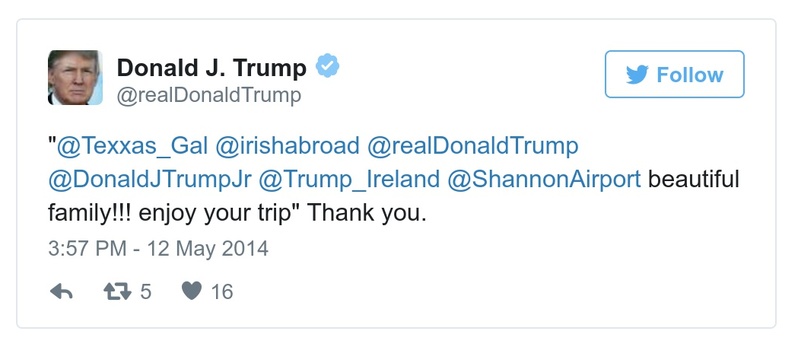 Donald J. Trump
@realDonaldTrump
Follow
"@Texxas_Gal @irishabroad @realDonaldTrump
@DonaldJTrumpJr @Trump_Ireland @ShannonAirport beautiful
family!!! enjoy your trip" Thank you.
3:57 PM - 12 May 2014
5 16